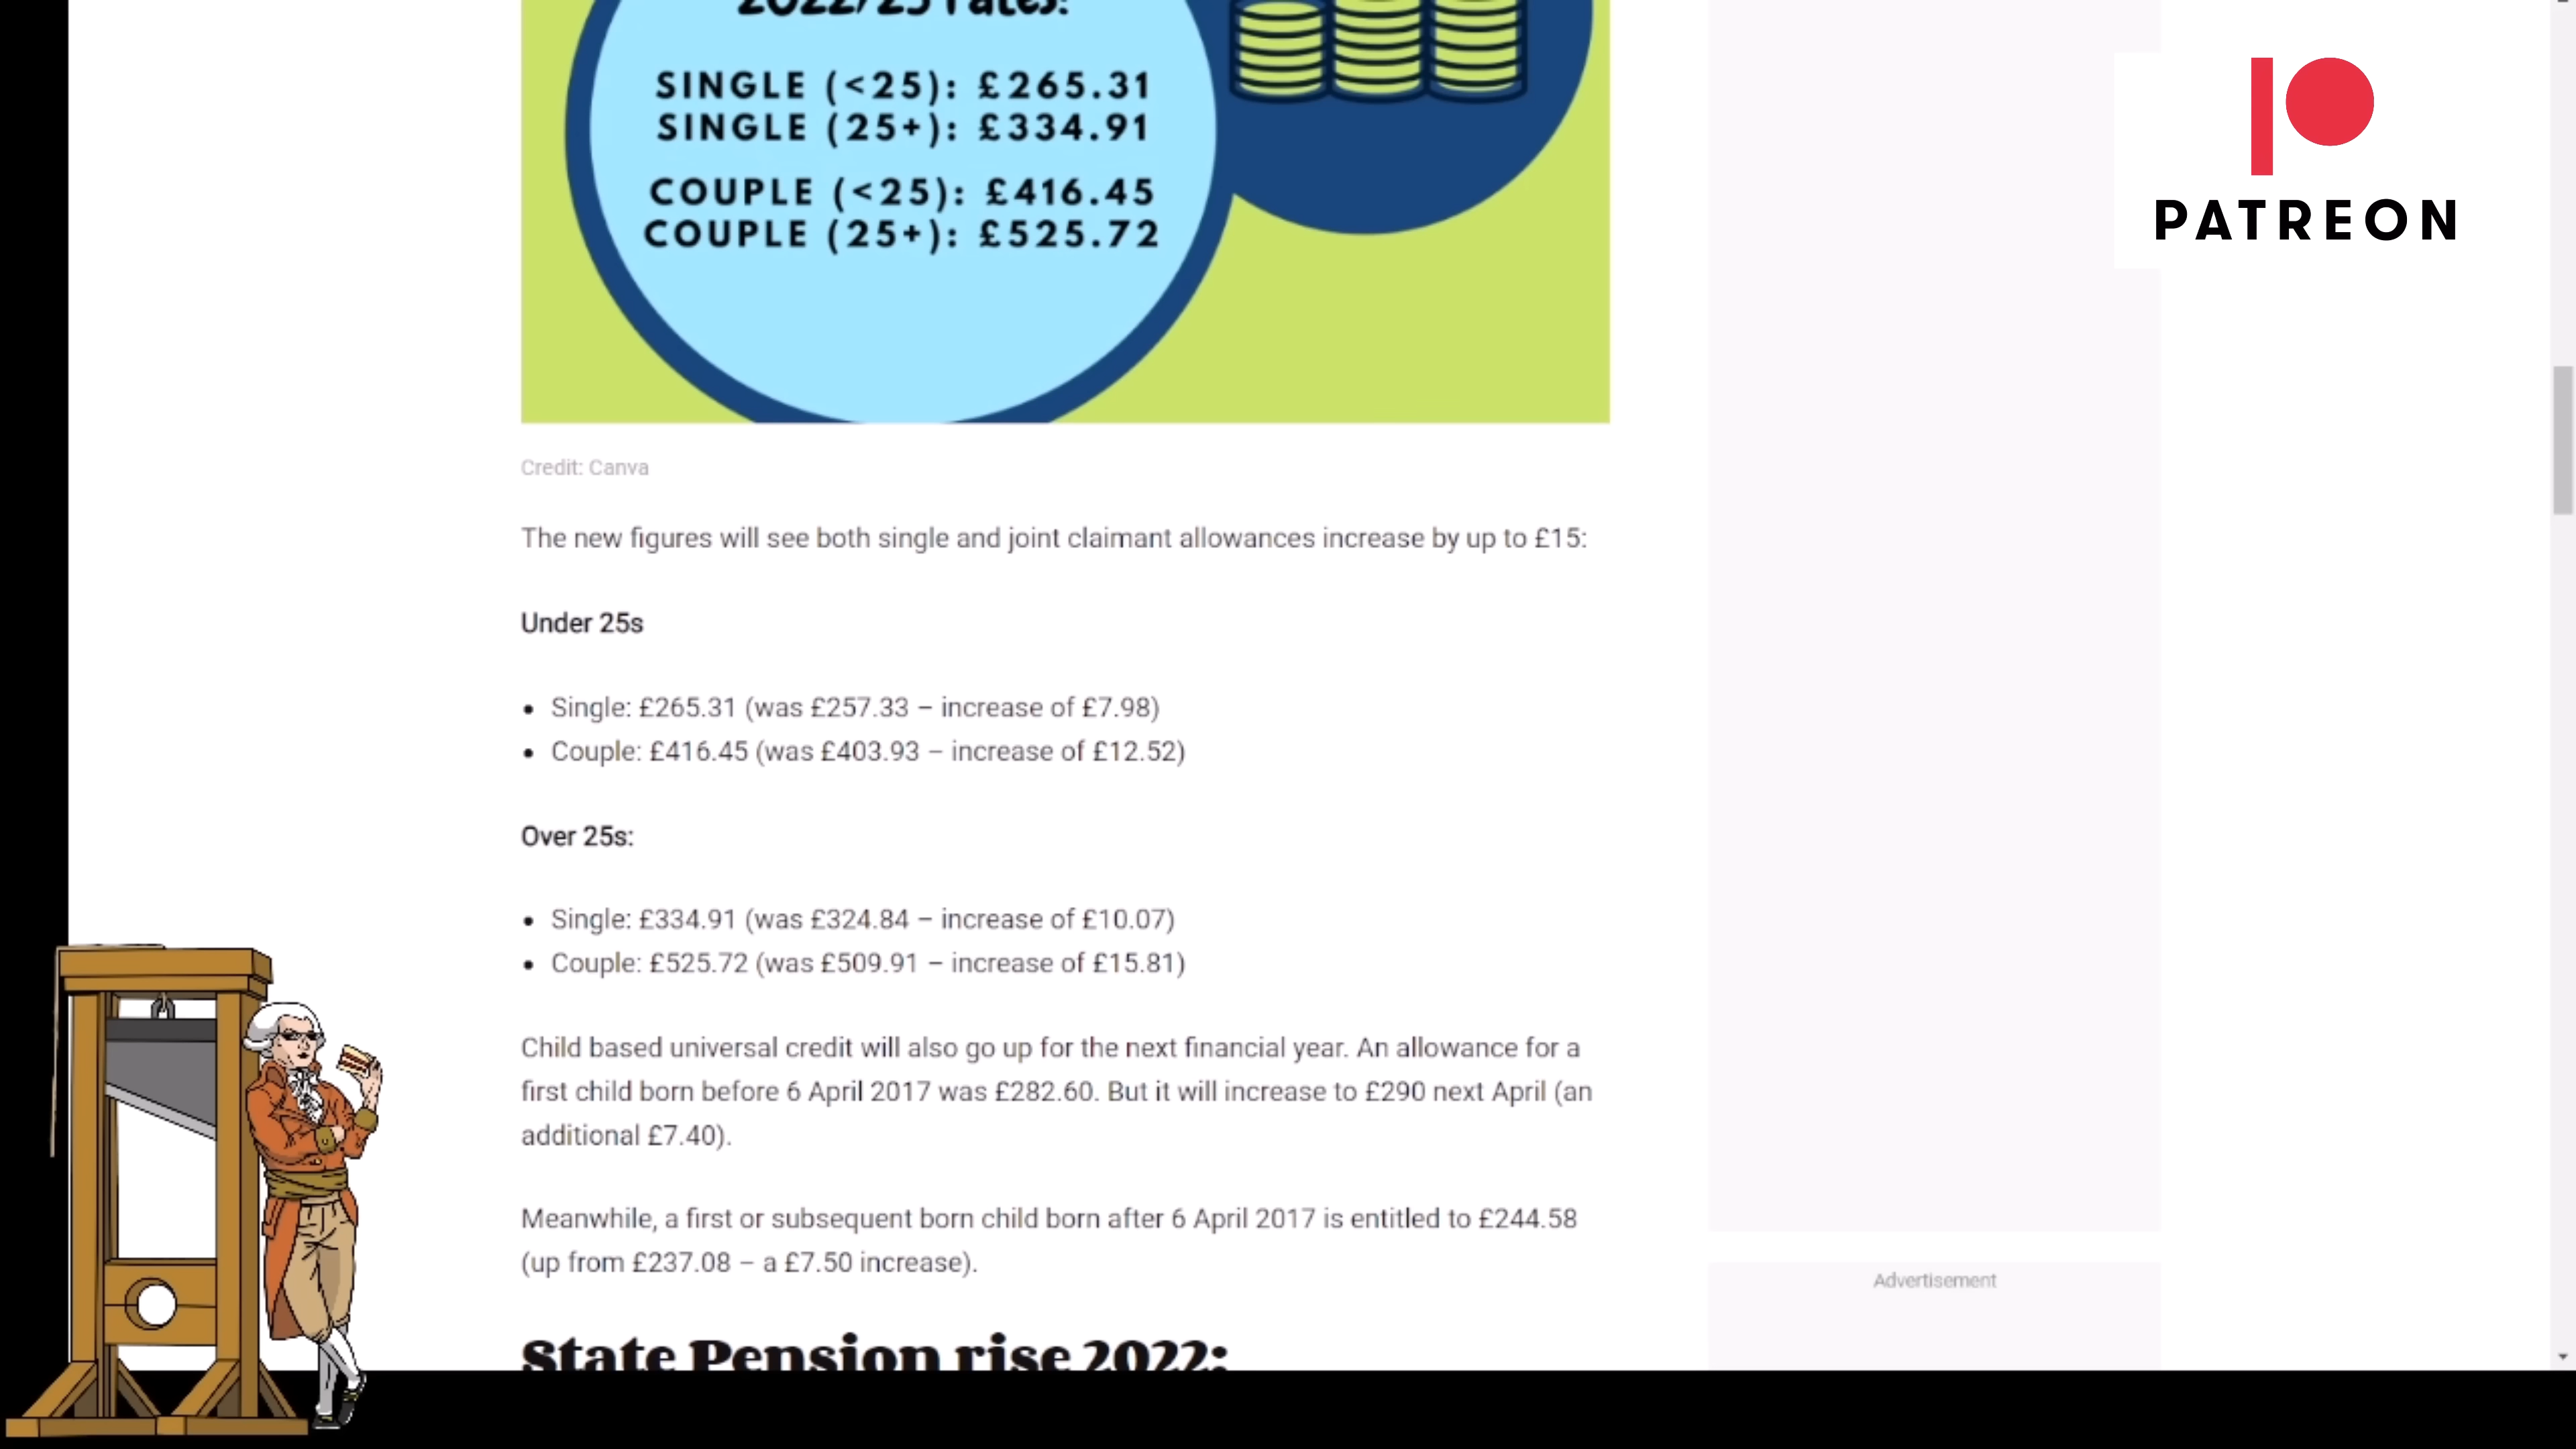 2022/23 rates:
SINGLE (<25): £265.31
SINGLE (25+): £334.91
COUPLE (<25): £416.45
COUPLE (25+): £525.72
PATREON
Credit: Canva
The new figures will see both single and joint claimant allowances increase by up to £15:
Under 25s
• Single: £265.31 (was £257.33 – increase of £7.98)
• Couple: £416.45 (was £403.93 – increase of £12.52)
Over 25s:
• Single: £334.91 (was £324.84 – increase of £10.07)
• Couple: £525.72 (was £509.91 – increase of £15.81)
Child based universal credit will also go up for the next financial year. An allowance for a
first child born before 6 April 2017 was £282.60. But it will increase to £290 next April (an
additional £7.40).
Meanwhile, a first or subsequent born child born after 6 April 2017 is entitled to £244.58
(up from £237.08 – a £7.50 increase).
Advertisement
State Pension rise 2022: